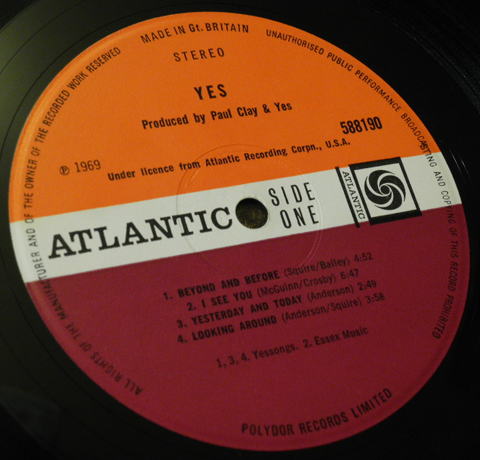 MADE IN Gt. BRITAIN
ALL RIGHTS OF THE MANUFACTURER AND OF THE OWNER OF THE RECORDED WORK RESERVED
UNAUTHORISED PUBLIC PERFORMANCE BROADCASTING AND COPYING OF THIS RECORD PROHIBITED
STEREO
YES
Produced by Paul Clay & Yes
588190
℗ 1969
Under licence from Atlantic Recording Corpn., U.S.A.
ATLANTIC
SIDE
ONE
ATLANTIC
1. BEYOND AND BEFORE (Squire/Bailey) 4:52
2. I SEE YOU (McGuinn/Crosby) 6:47
3. YESTERDAY AND TODAY (Anderson) 2:49
4. LOOKING AROUND (Anderson/Squire) 3:58
1, 3, 4, Yessongs. 2. Essex Music
POLYDOR RECORDS LIMITED